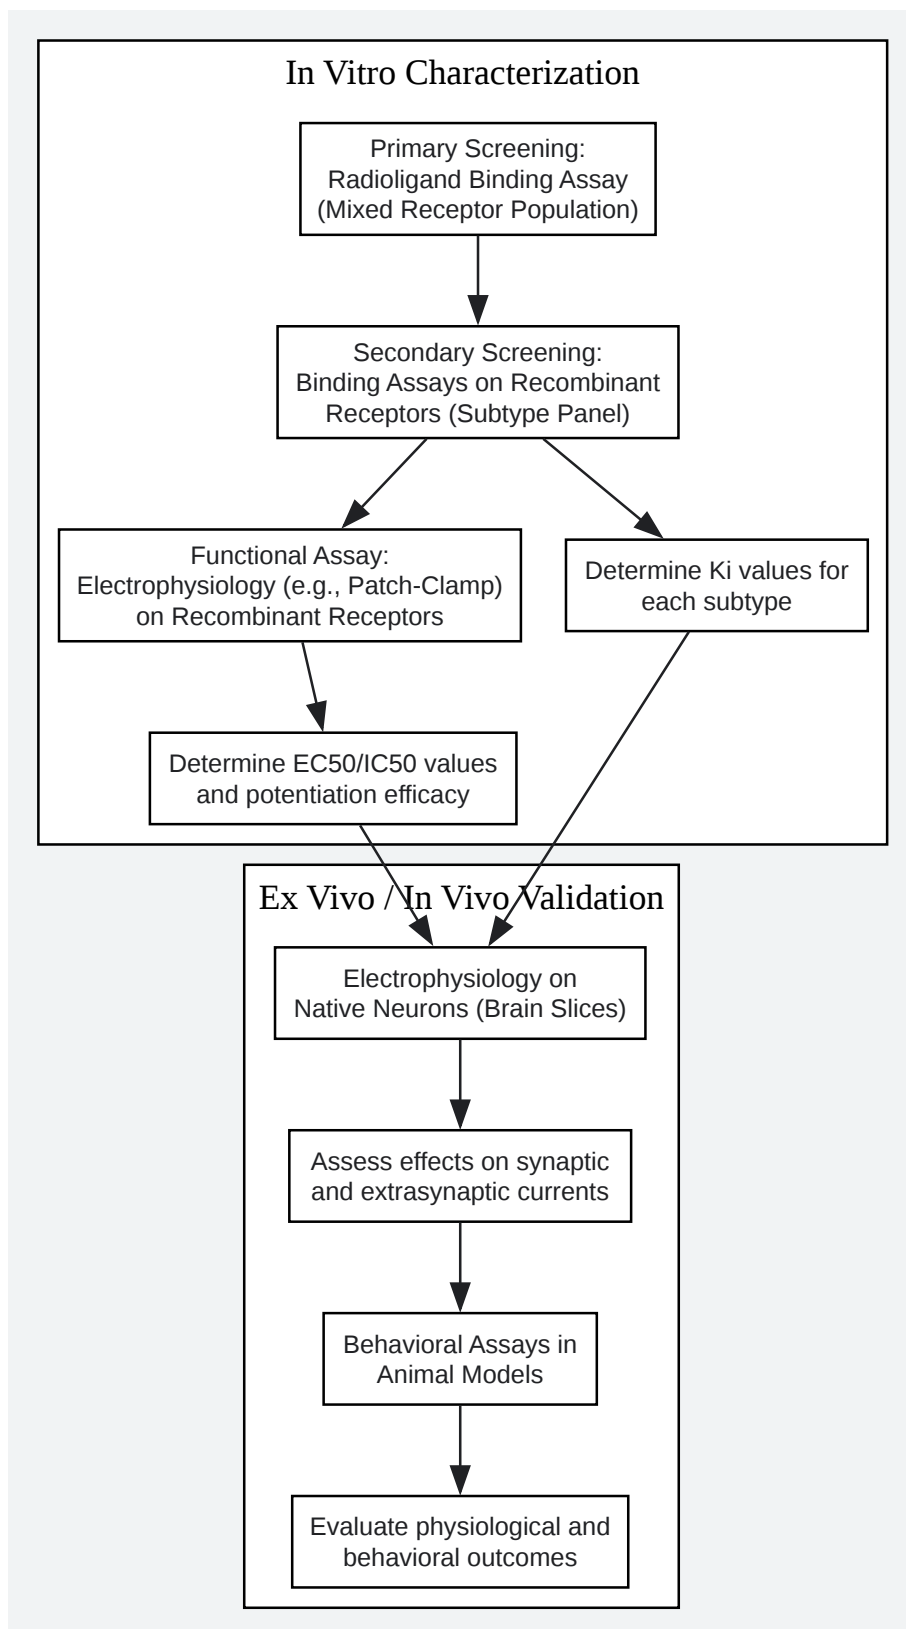 In Vitro Characterization
Primary Screening:
Radioligand Binding Assay
(Mixed Receptor Population)
Secondary Screening:
Binding Assays on Recombinant
Receptors (Subtype Panel)
Functional Assay:
Electrophysiology (e.g., Patch-Clamp)
on Recombinant Receptors
Determine Ki values for
each subtype
Determine EC50/IC50 values
and potentiation efficacy
Ex Vivo / In Vivo Validation
Electrophysiology on
Native Neurons (Brain Slices)
Assess effects on synaptic
and extrasynaptic currents
Behavioral Assays in
Animal Models
Evaluate physiological and
behavioral outcomes